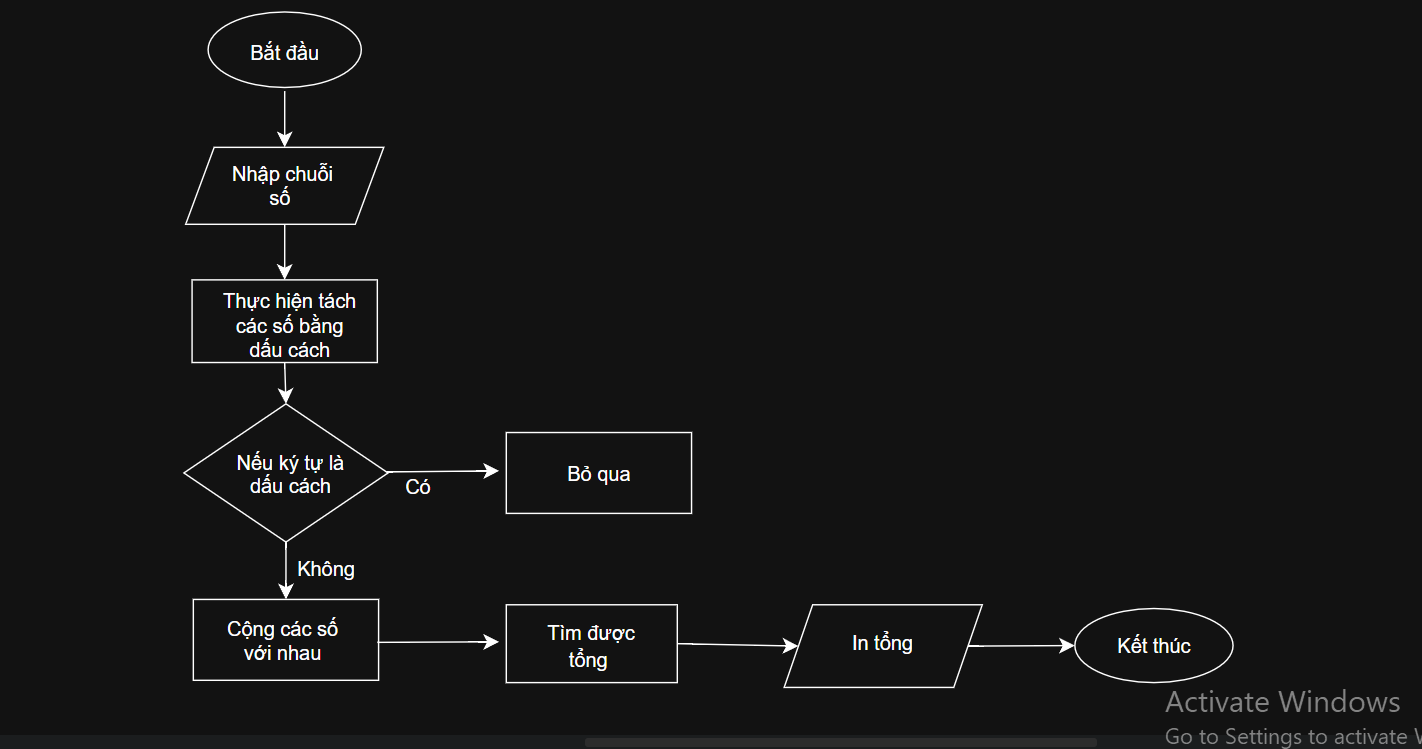 Bắt đầu
Nhập chuỗi
số
Thực hiện tách
các số bằng
dấu cách
Nếu ký tự là
dấu cách
Có
Bỏ qua
Không
Cộng các số
với nhau
Tìm được
tổng
In tổng
Kết thúc
Activate Windows
Go to Settings to activate